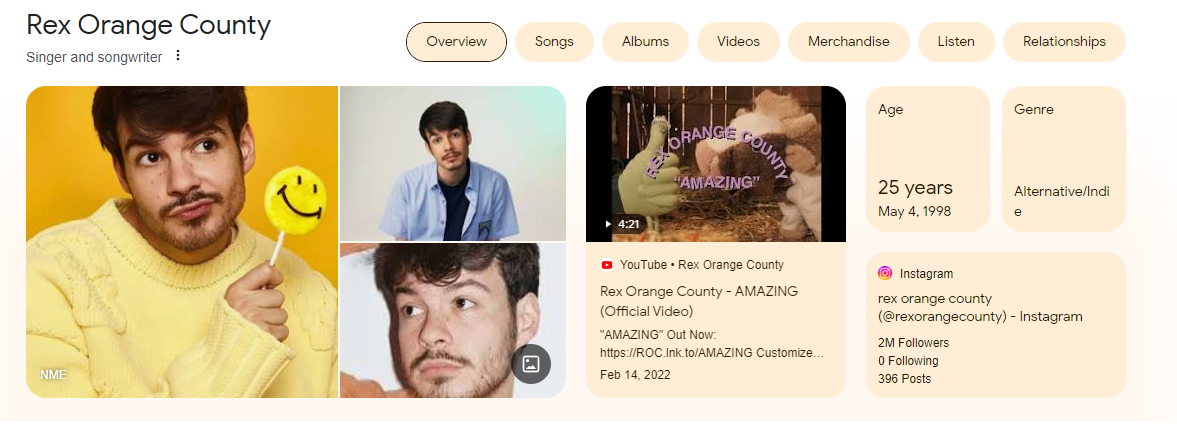 Rex Orange County
Singer and songwriter
Overview
Songs
Albums
Videos
Merchandise
Listen
Relationships
NME
REX ORANGE COUNTY
"AMAZING"
4:21
YouTube • Rex Orange County
Rex Orange County - AMAZING
(Official Video)
"AMAZING" Out Now:
https://ROC.lnk.to/AMAZING Customize...
Feb 14, 2022
Age
25 years
May 4, 1998
Genre
Alternative/Indi
e
Instagram
rex orange county
(@rexorangecounty) - Instagram
2M Followers
0 Following
396 Posts